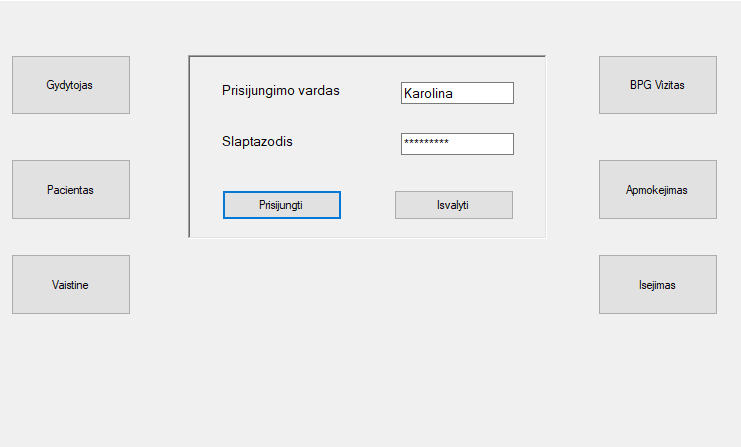 Gydytojas
Prisijungimo vardas
Karolina
BPG Vizitas
Slaptazodis
*********
Pacientas
Prisijungti
Isvalyti
Apmokejimas
Vaistine
Isejimas